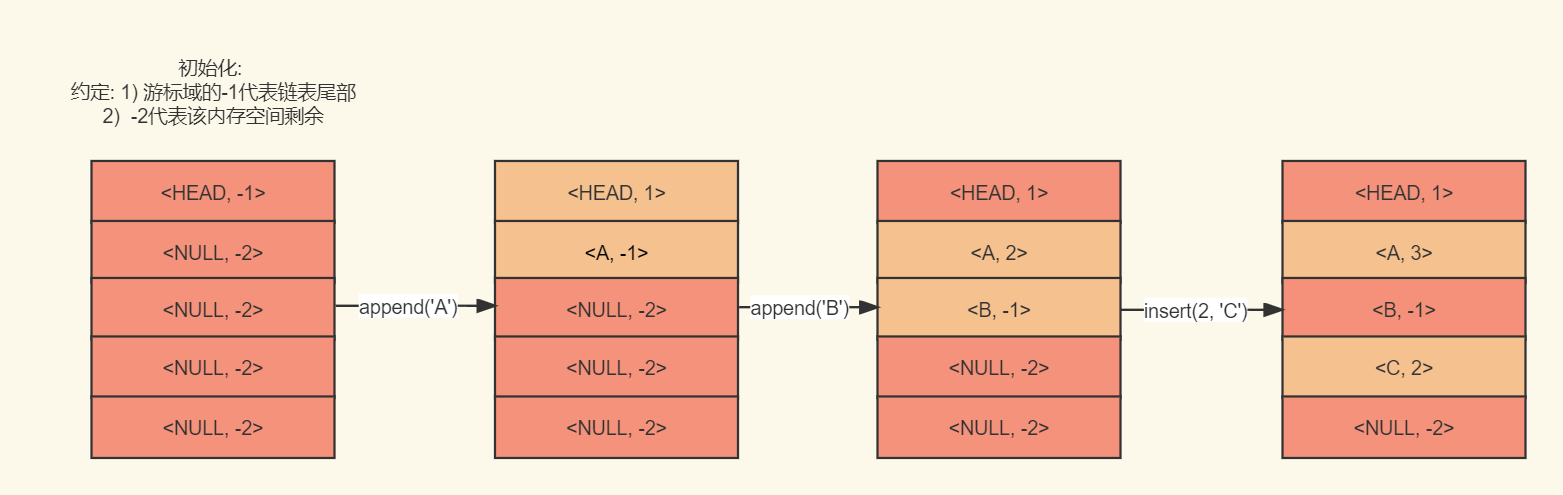 初始化:
约定: 1) 游标域的-1代表链表尾部
2) -2代表该内存空间剩余
<HEAD, -1>
<NULL, -2>
<NULL, -2>
<NULL, -2>
<NULL, -2>
append('A')
<HEAD, 1>
<A, -1>
<NULL, -2>
<NULL, -2>
<NULL, -2>
append('B')
<HEAD, 1>
<A, 2>
<B, -1>
<NULL, -2>
<NULL, -2>
insert(2, 'C')
<HEAD, 1>
<A, 3>
<B, -1>
<C, 2>
<NULL, -2>